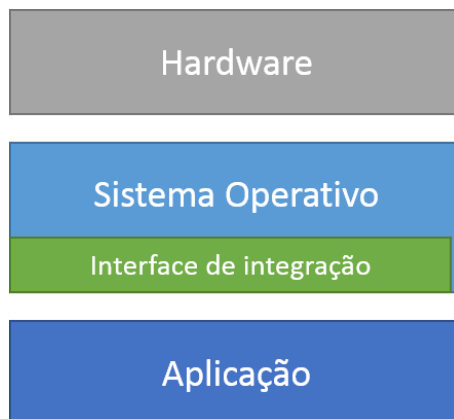 Hardware
Sistema Operativo
Interface de integração
Aplicação